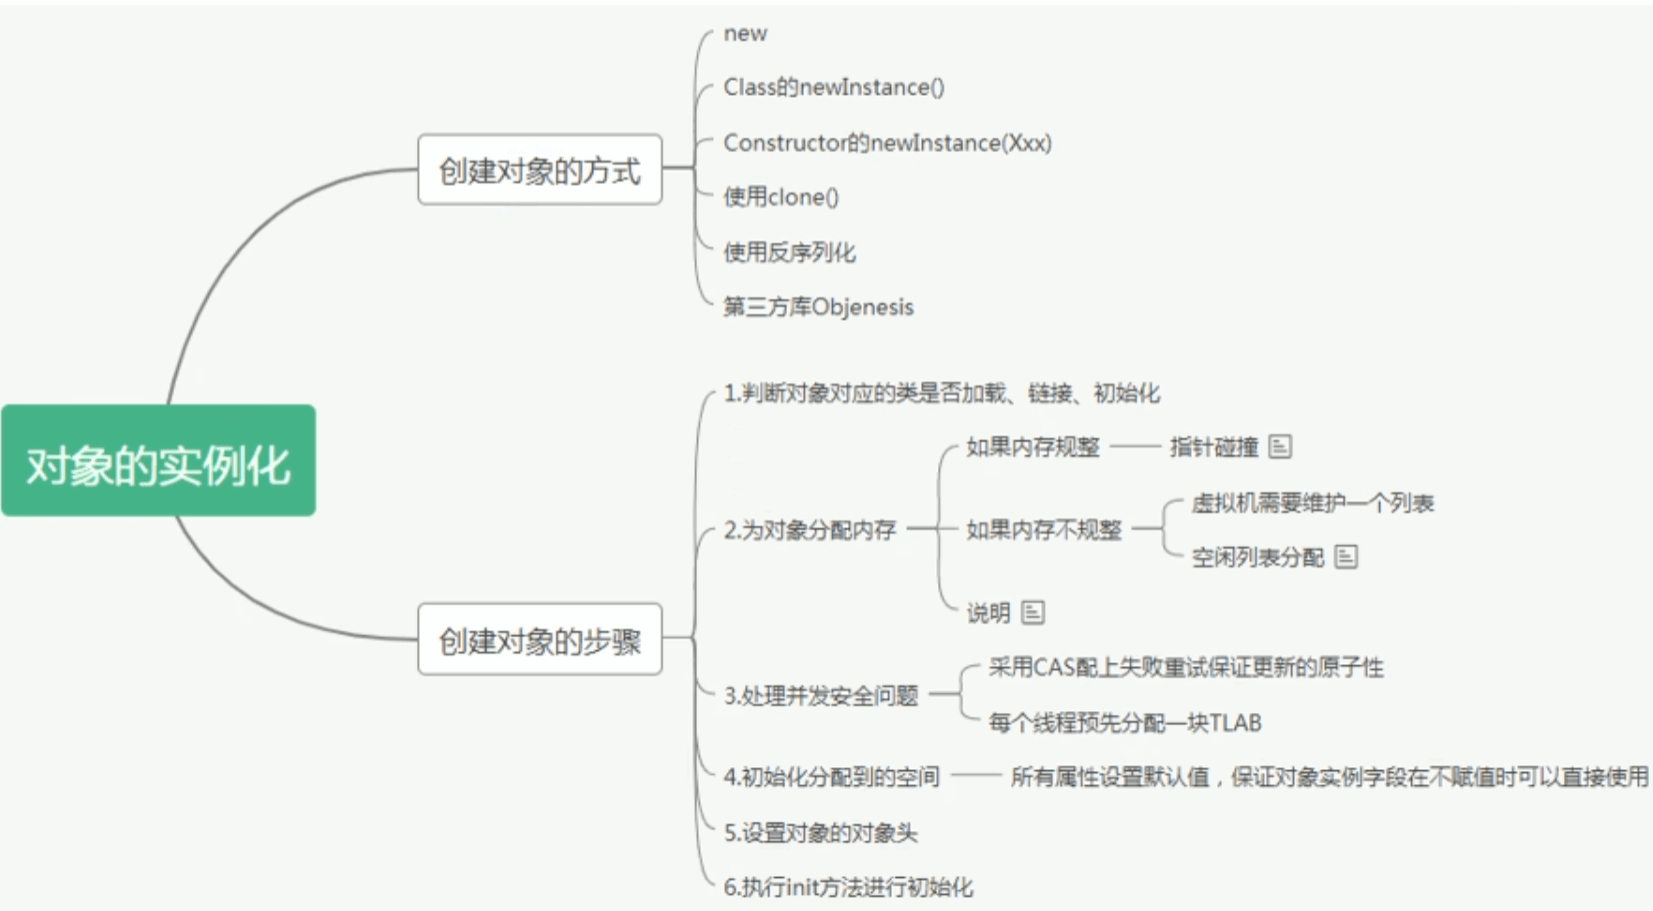 对象的实例化
创建对象的方式
new
Class的newInstance()
Constructor的newInstance(Xxx)
使用clone()
使用反序列化
第三方库Objenesis
创建对象的步骤
1.判断对象对应的类是否加载、链接、初始化
2.为对象分配内存
如果内存规整
指针碰撞
如果内存不规整
虚拟机需要维护一个列表
空闲列表分配
说明
3.处理并发安全问题
采用CAS配上失败重试保证更新的原子性
每个线程预先分配一块TLAB
4.初始化分配到的空间
所有属性设置默认值，保证对象实例字段在不赋值时可以直接使用
5.设置对象的对象头
6.执行init方法进行初始化